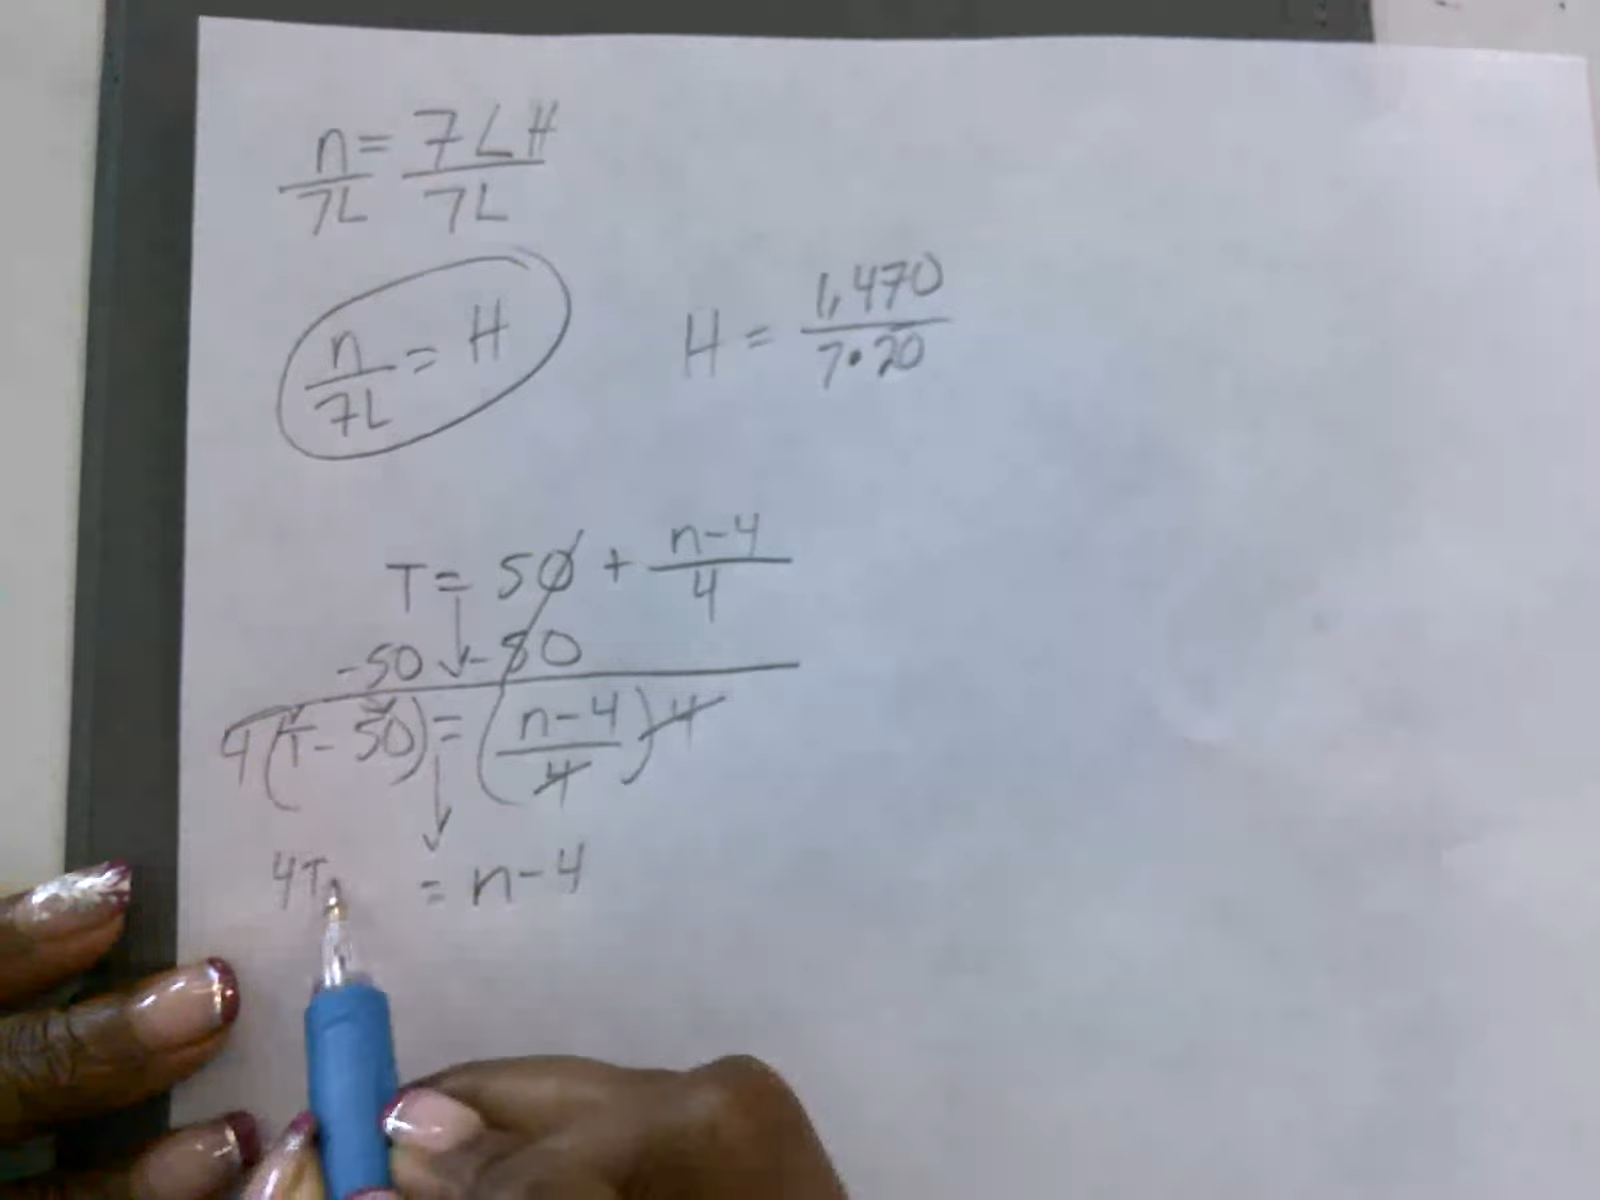 n = 7LH
7L 7L
n/7L = H
H = 1,470/7•20
T = 50 + n-4/4
-50 -50
4(T-50) = (n-4/4)4
4T = n-4